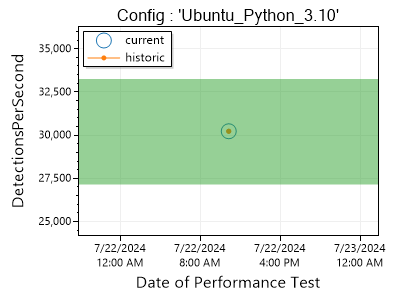 Config : 'Ubuntu_Python_3.10'
current
historic
DetectionsPerSecond
35,000
32,500
30,000
27,500
25,000
7/22/2024 12:00 AM
7/22/2024 8:00 AM
7/22/2024 4:00 PM
7/23/2024 12:00 AM
Date of Performance Test